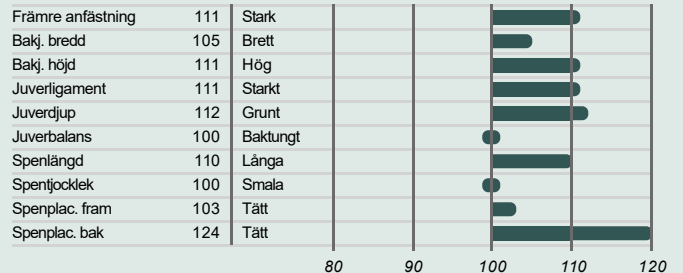 Främre anfästning 111 Stark
Bakj. bredd 105 Brett
Bakj. höjd 111 Hög
Juverligament 111 Starkt
Juverdjup 112 Grunt
Juverbalans 100 Baktungt
Spenlängd 110 Långa
Spentjocklek 100 Smala
Spenplac. fram 103 Tätt
Spenplac. bak 124 Tätt
80 90 100 110 120